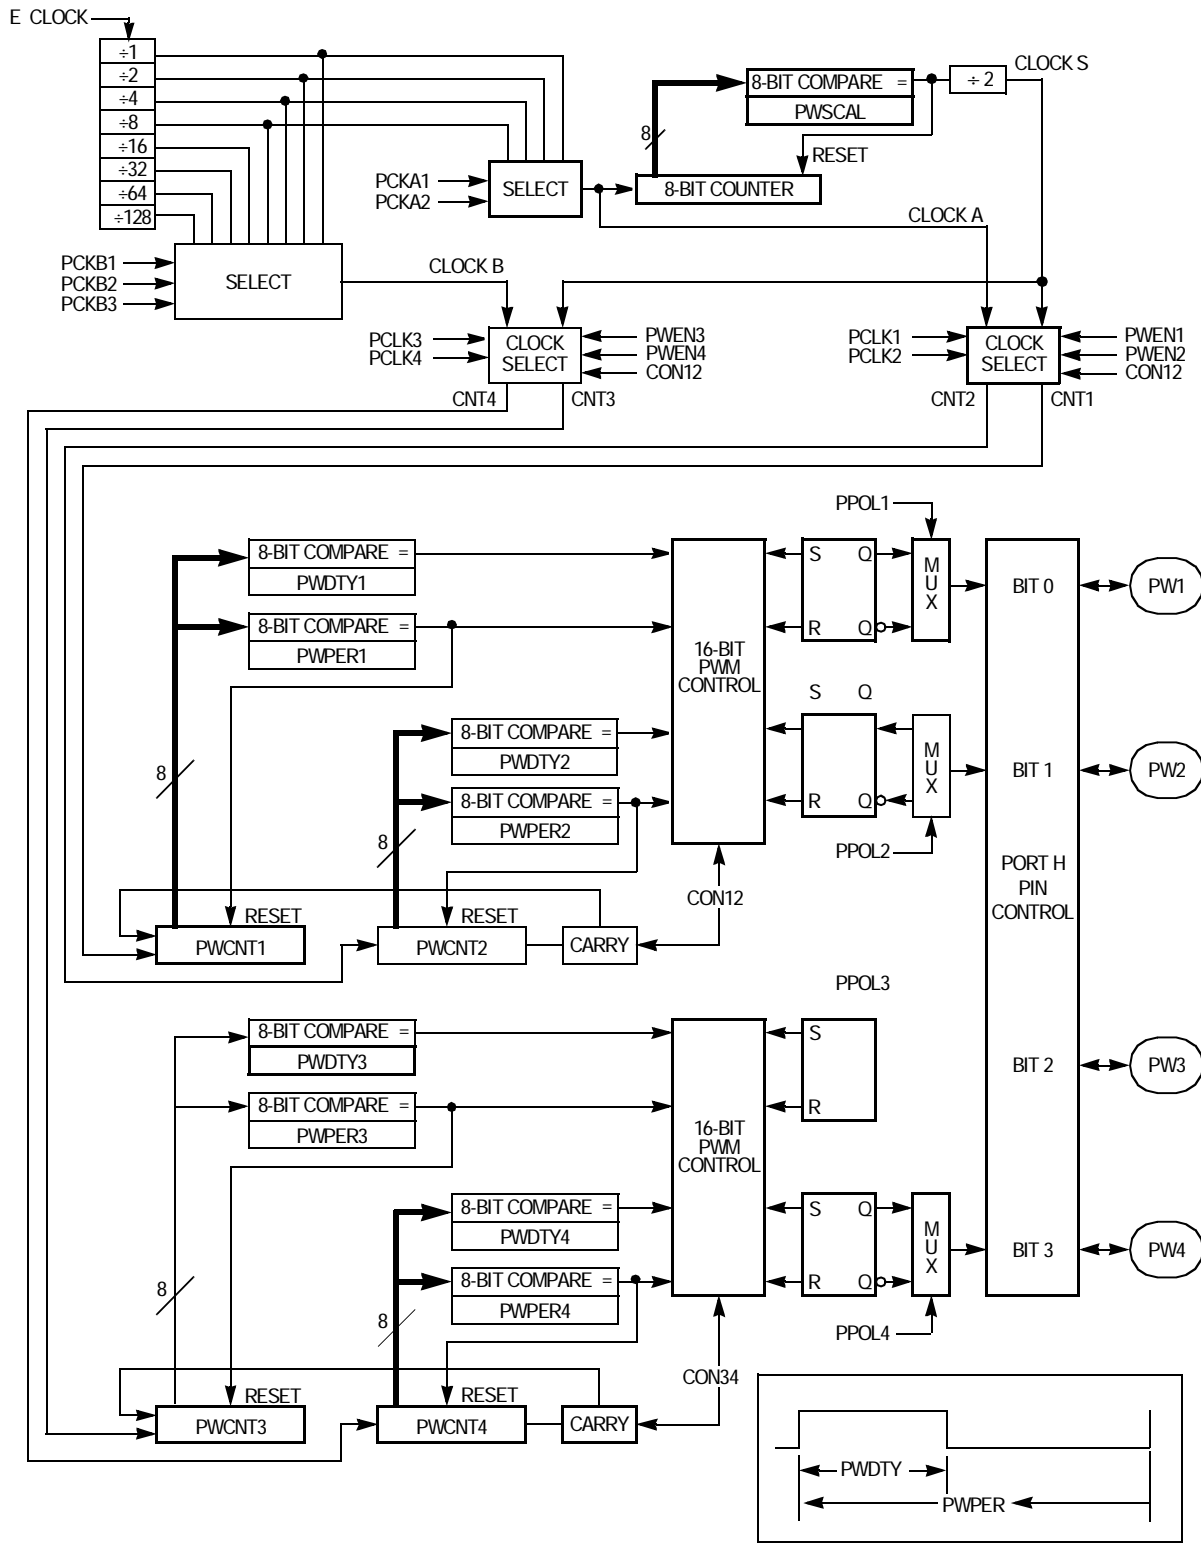 E CLOCK
÷1
÷2
÷4
÷8
÷16
÷32
÷64
÷128
8-BIT COMPARE =
PWSCAL
÷ 2
CLOCK S
8
RESET
8-BIT COUNTER
PCKA1
PCKA2
SELECT
CLOCK A
PCKB1
PCKB2
PCKB3
SELECT
CLOCK B
PCLK3
PCLK4
CLOCK
SELECT
PWEN3
PWEN4
CON12
PCLK1
PCLK2
CLOCK
SELECT
PWEN1
PWEN2
CON12
CNT4
CNT3
CNT2
CNT1
PPOL1
8-BIT COMPARE =
PWDTY1
8-BIT COMPARE =
PWPER1
16-BIT
PWM
CONTROL
S Q
R Q
MUX
BIT 0
PW1
S Q
8-BIT COMPARE =
PWDTY2
8-BIT COMPARE =
PWPER2
R Q
MUX
BIT 1
PW2
8
8
PPOL2
CON12
PORT H
PIN
CONTROL
RESET
PWCNT1
RESET
PWCNT2
CARRY
PPOL3
8-BIT COMPARE =
PWDTY3
8-BIT COMPARE =
PWPER3
16-BIT
PWM
CONTROL
S
R
BIT 2
PW3
8-BIT COMPARE =
PWDTY4
8-BIT COMPARE =
PWPER4
S Q
R Q
MUX
BIT 3
PW4
8
8
PPOL4
CON34
RESET
PWCNT3
RESET
PWCNT4
CARRY
PWDTY
PWPER